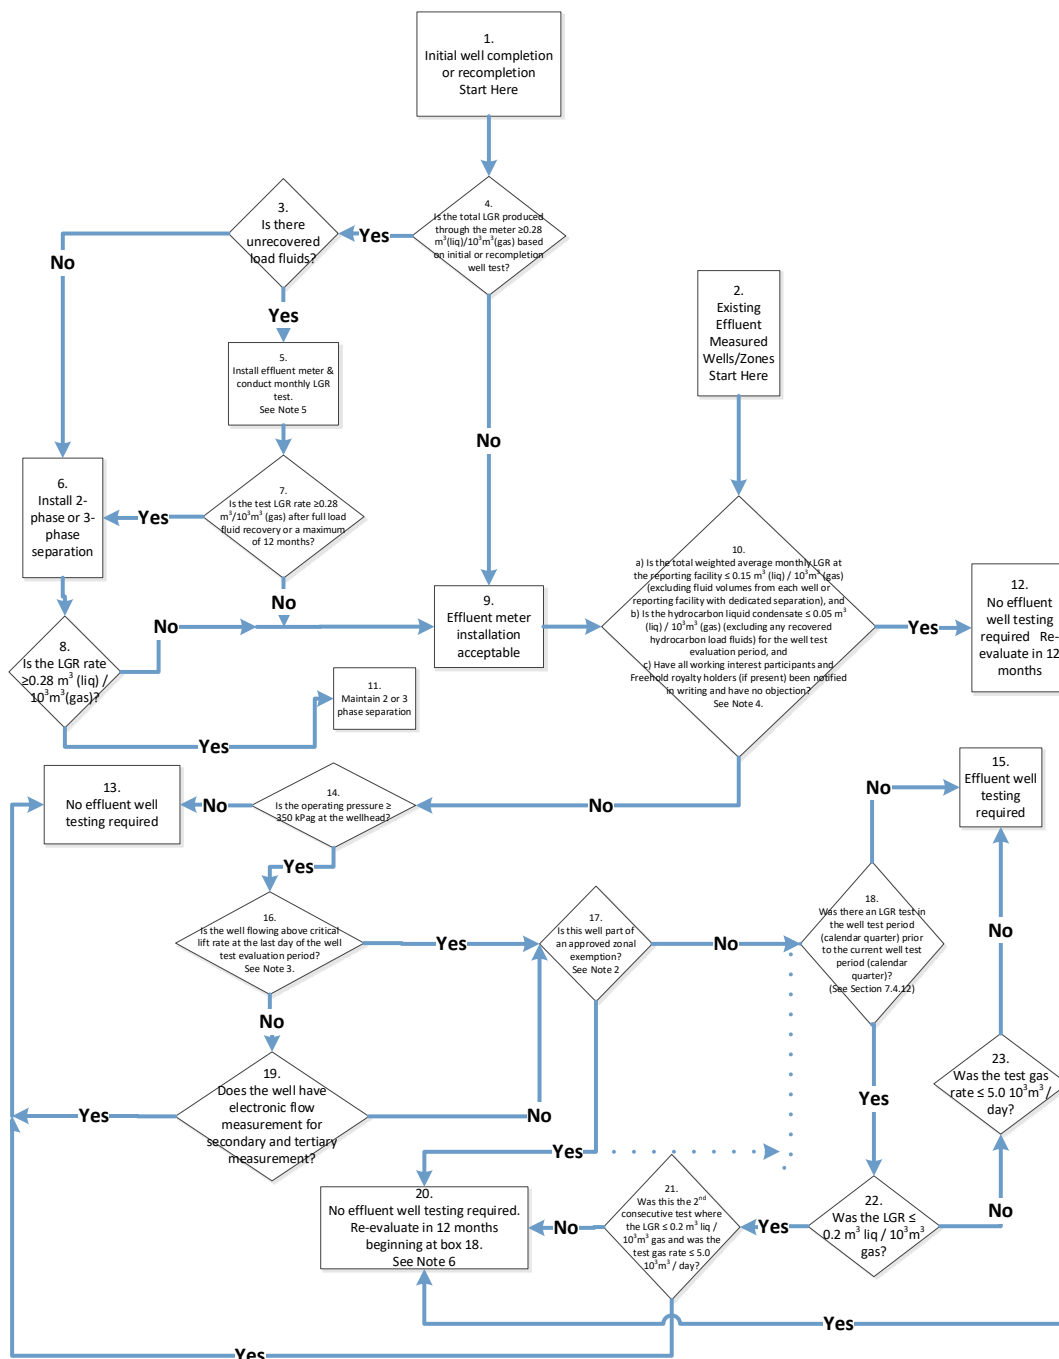 1.
Initial well completion
or recompletion
Start Here
4.
Is the total LGR produced
through the meter ≥0.28
m³(liq)/10³m³(gas) based
on initial or recompletion
well test?
3.
Is there
unrecovered
load fluids?
Yes
No
Yes
2.
Existing
Effluent
Measured
Wells/Zones
Start Here
5.
Install effluent meter &
conduct monthly LGR
test.
See Note 5
No
6.
Install 2-
phase or 3-
phase
separation
7.
Is the test LGR rate ≥0.28
m³/10³m³ (gas) after full load
fluid recovery or a maximum
of 12 months?
Yes
No
8.
Is the LGR rate
≥0.28 m³ (liq) /
10³m³(gas)?
No
Yes
9.
Effluent meter
installation
acceptable
10.
a) Is the total weighted average monthly LGR at
the reporting facility ≤ 0.15 m³ (liq) / 10³m³ (gas)
(excluding fluid volumes from each well or
reporting facility with dedicated separation), and
b) Is the hydrocarbon liquid condensate ≤ 0.05 m³
(liq) / 10³m³ (gas) (excluding any recovered
hydrocarbon load fluids) for the well test
evaluation period, and
c) Have all working interest participants and
Freehold royalty holders (if present) been notified
in writing and have no objection?
See Note 4.
Yes
12.
No effluent
well testing
required Re-
evaluate in 12
months
11.
Maintain 2 or 3
phase separation
No
13.
No effluent well
testing required
No
14.
Is the operating pressure ≥
350 kPag at the wellhead?
Yes
15.
Effluent well
testing
required
No
16.
Is the well flowing above critical
lift rate at the last day of the well
test evaluation period?
See Note 3.
Yes
No
17.
Is this well part of
an approved zonal
exemption?
See Note 2
No
Yes
18.
Was there an LGR test in
the well test period
(calendar quarter) prior
to the current well test
period (calendar
quarter)?
(See Section 7.4.12)
Yes
No
19.
Does the well have
electronic flow
measurement for
secondary and tertiary
measurement?
Yes
No
23.
Was the test gas
rate ≤ 5.0 10³m³ /
day?
No
20.
No effluent well testing required.
Re-evaluate in 12 months
beginning at box 18.
See Note 6
No
21.
Was this the 2nd
consecutive test where
the LGR ≤ 0.2 m³ liq /
10³m³ gas and was the
test gas rate ≤ 5.0
10³m³ / day?
Yes
22.
Was the LGR ≤
0.2 m³ liq / 10³m³
gas?
Yes
Yes